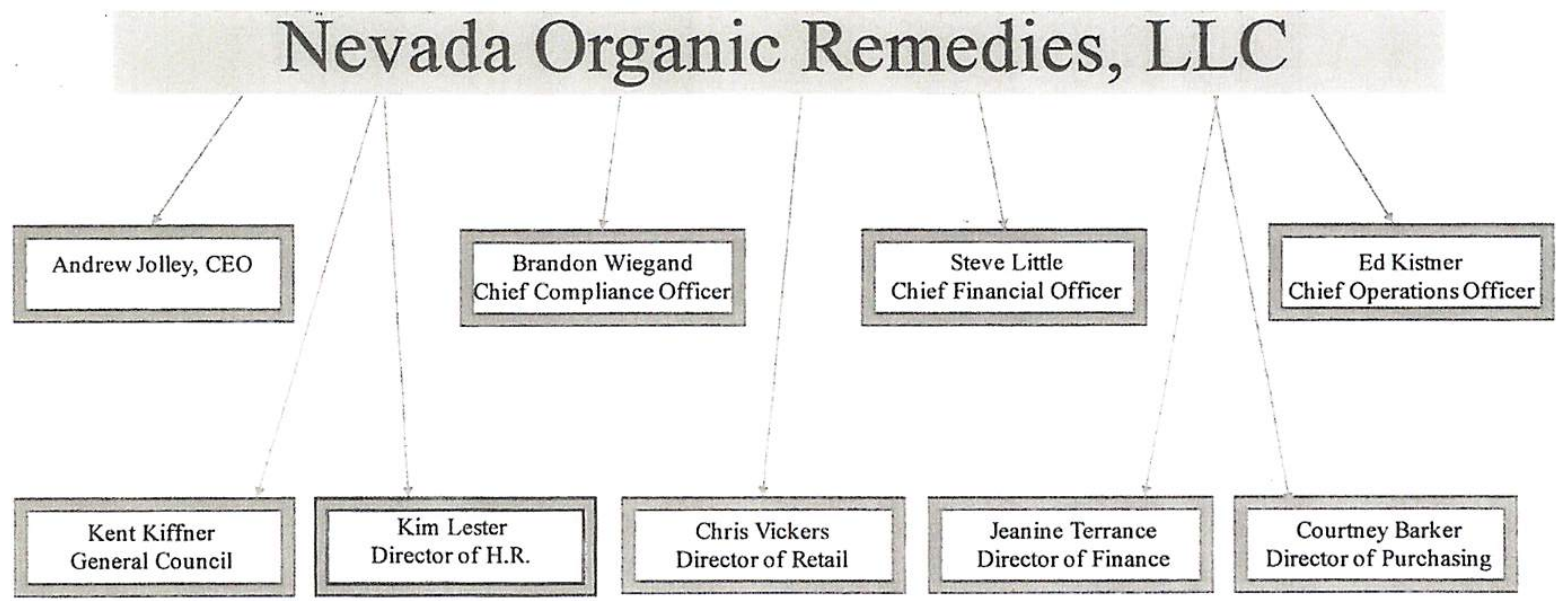 Nevada Organic Remedies, LLC
Andrew Jolley, CEO
Brandon Wiegand
Chief Compliance Officer
Steve Little
Chief Financial Officer
Ed Kistner
Chief Operations Officer
Kent Kiffner
General Council
Kim Lester
Director of H.R.
Chris Vickers
Director of Retail
Jeanine Terrance
Director of Finance
Courtney Barker
Director of Purchasing